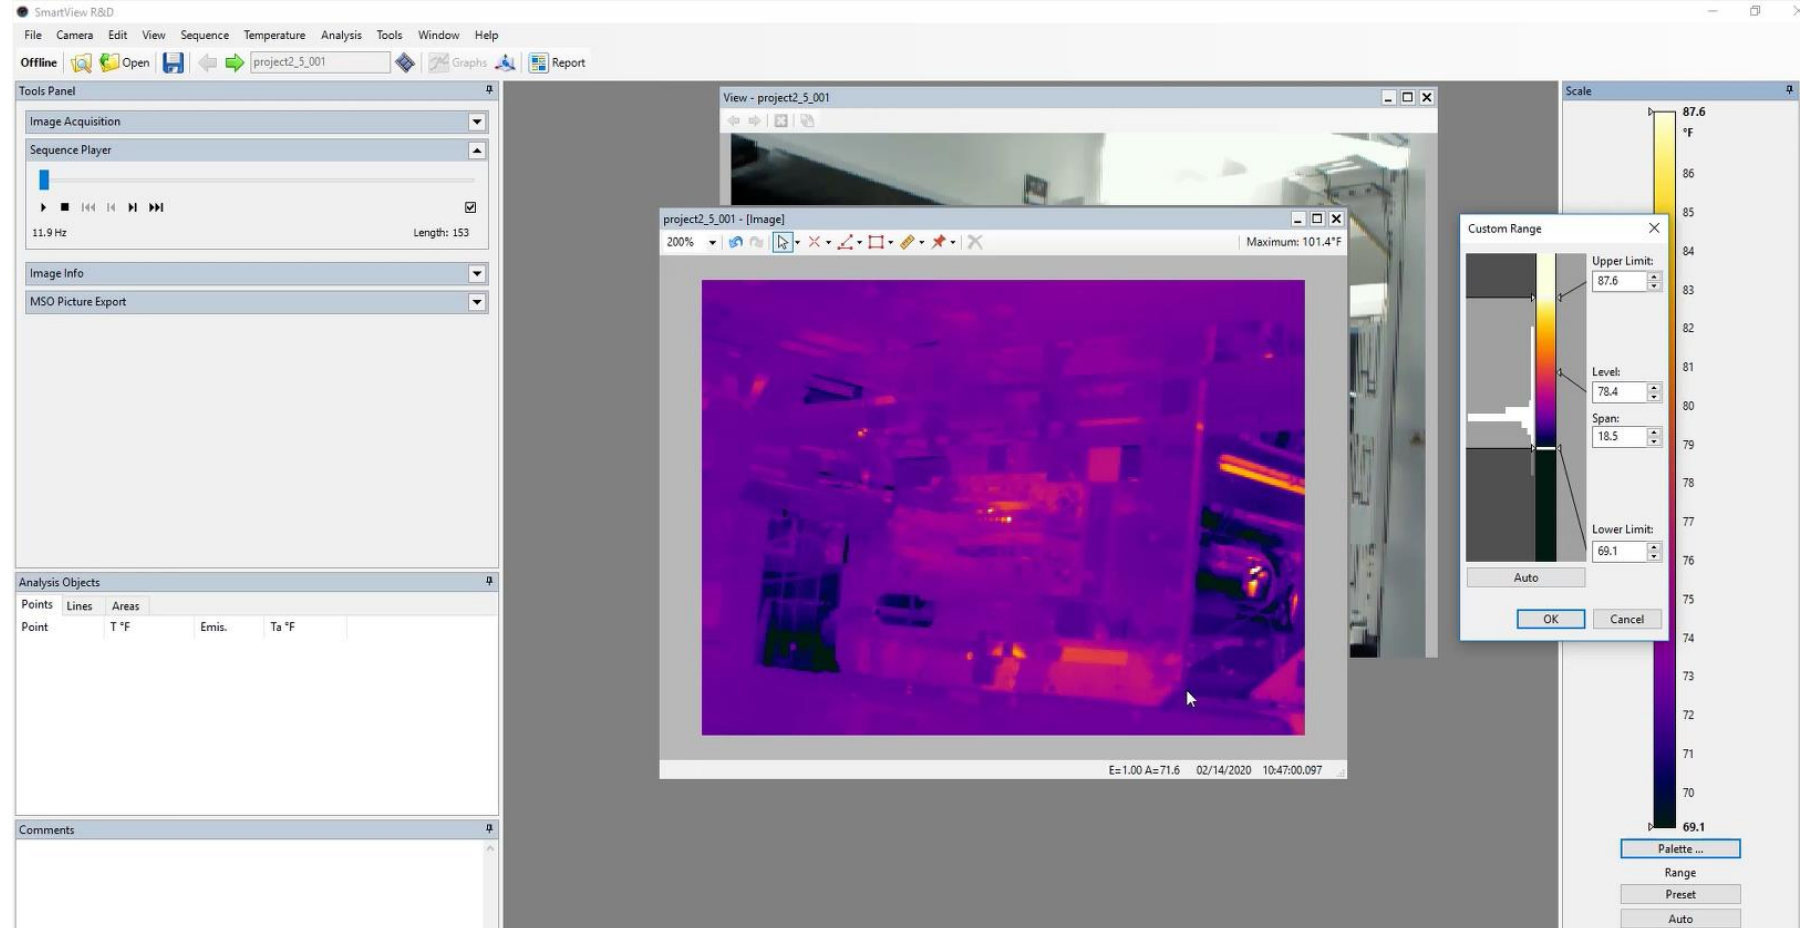 SmartView R&D
File Camera Edit View Sequence Temperature Analysis Tools Window Help
Offline Open project2_5_001 Graphs Report
Tools Panel
Image Acquisition
Sequence Player
11.9 Hz Length: 153
Image Info
MSO Picture Export
Analysis Objects
Points Lines Areas
Point T °F Emis. Ta °F
Comments
View - project2_5_001
project2_5_001 - [Image]
200% Maximum: 101.4°F
E=1.00 A=71.6 02/14/2020 10:47:00.097
Custom Range
Upper Limit:
87.6
Level:
78.4
Span:
18.5
Lower Limit:
69.1
Auto
OK Cancel
Scale
87.6
°F
86
85
84
83
82
81
80
79
78
77
76
75
74
73
72
71
70
69.1
Palette ...
Range
Preset
Auto